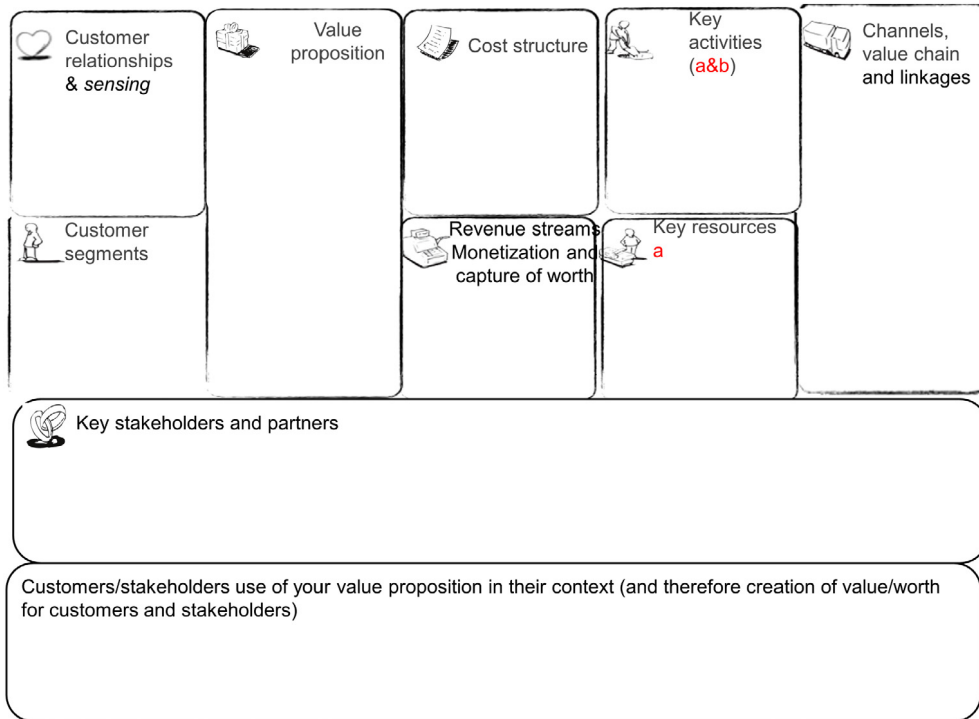 Customer
relationships
& sensing
Value
proposition
Cost structure
Key
activities
(a&b)
Channels,
value chain
and linkages
Customer
segments
Revenue streams
Monetization and
capture of worth
Key resources
a
Key stakeholders and partners
Customers/stakeholders use of your value proposition in their context (and therefore creation of value/worth
for customers and stakeholders)